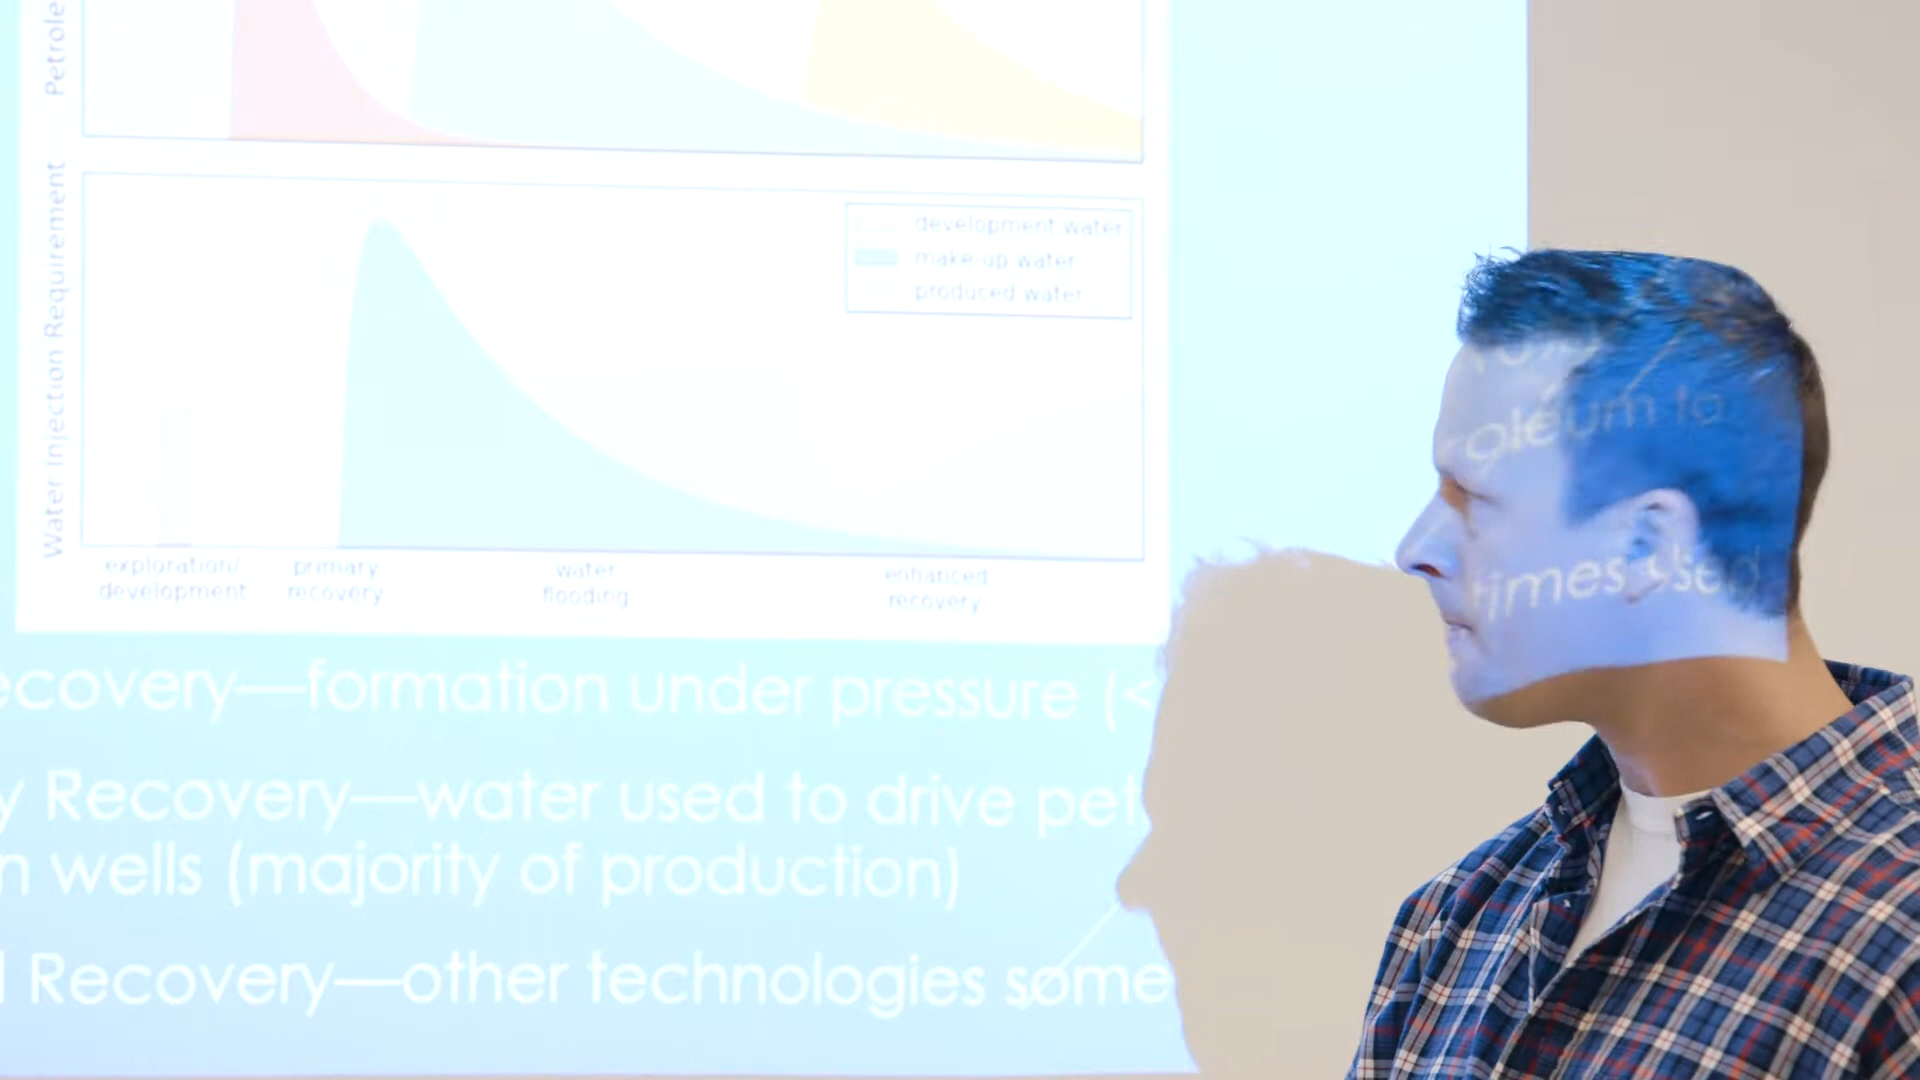 Petrole
Water Injection Requirement
development water
make-up water
produced water
exploration/
development
primary
recovery
water
flooding
enhanced
recovery
ecovery—formation under pressure (<
y Recovery—water used to drive pet
n wells (majority of production)
l Recovery—other technologies some
oleum to
times used